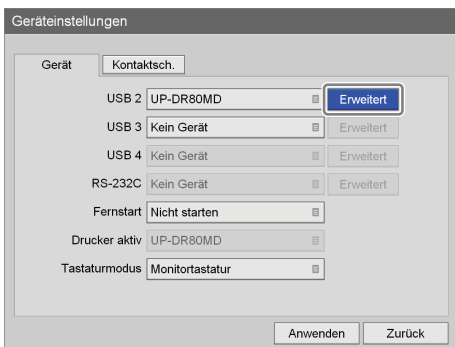 Geräteinstellungen
Gerät Kontaktsch.
USB 2 UP-DR80MD Erweitert
USB 3 Kein Gerät Erweitert
USB 4 Kein Gerät Erweitert
RS-232C Kein Gerät Erweitert
Fernstart Nicht starten
Drucker aktiv UP-DR80MD
Tastaturmodus Monitortastatur
Anwenden Zurück